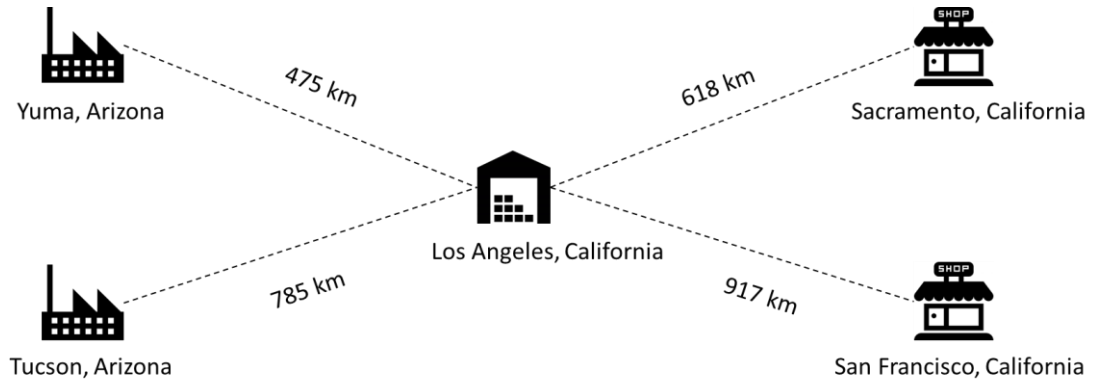 SHOP
475 km
618 km
Yuma, Arizona
Sacramento, California
Los Angeles, California
785 km
917 km
SHOP
Tucson, Arizona
San Francisco, California